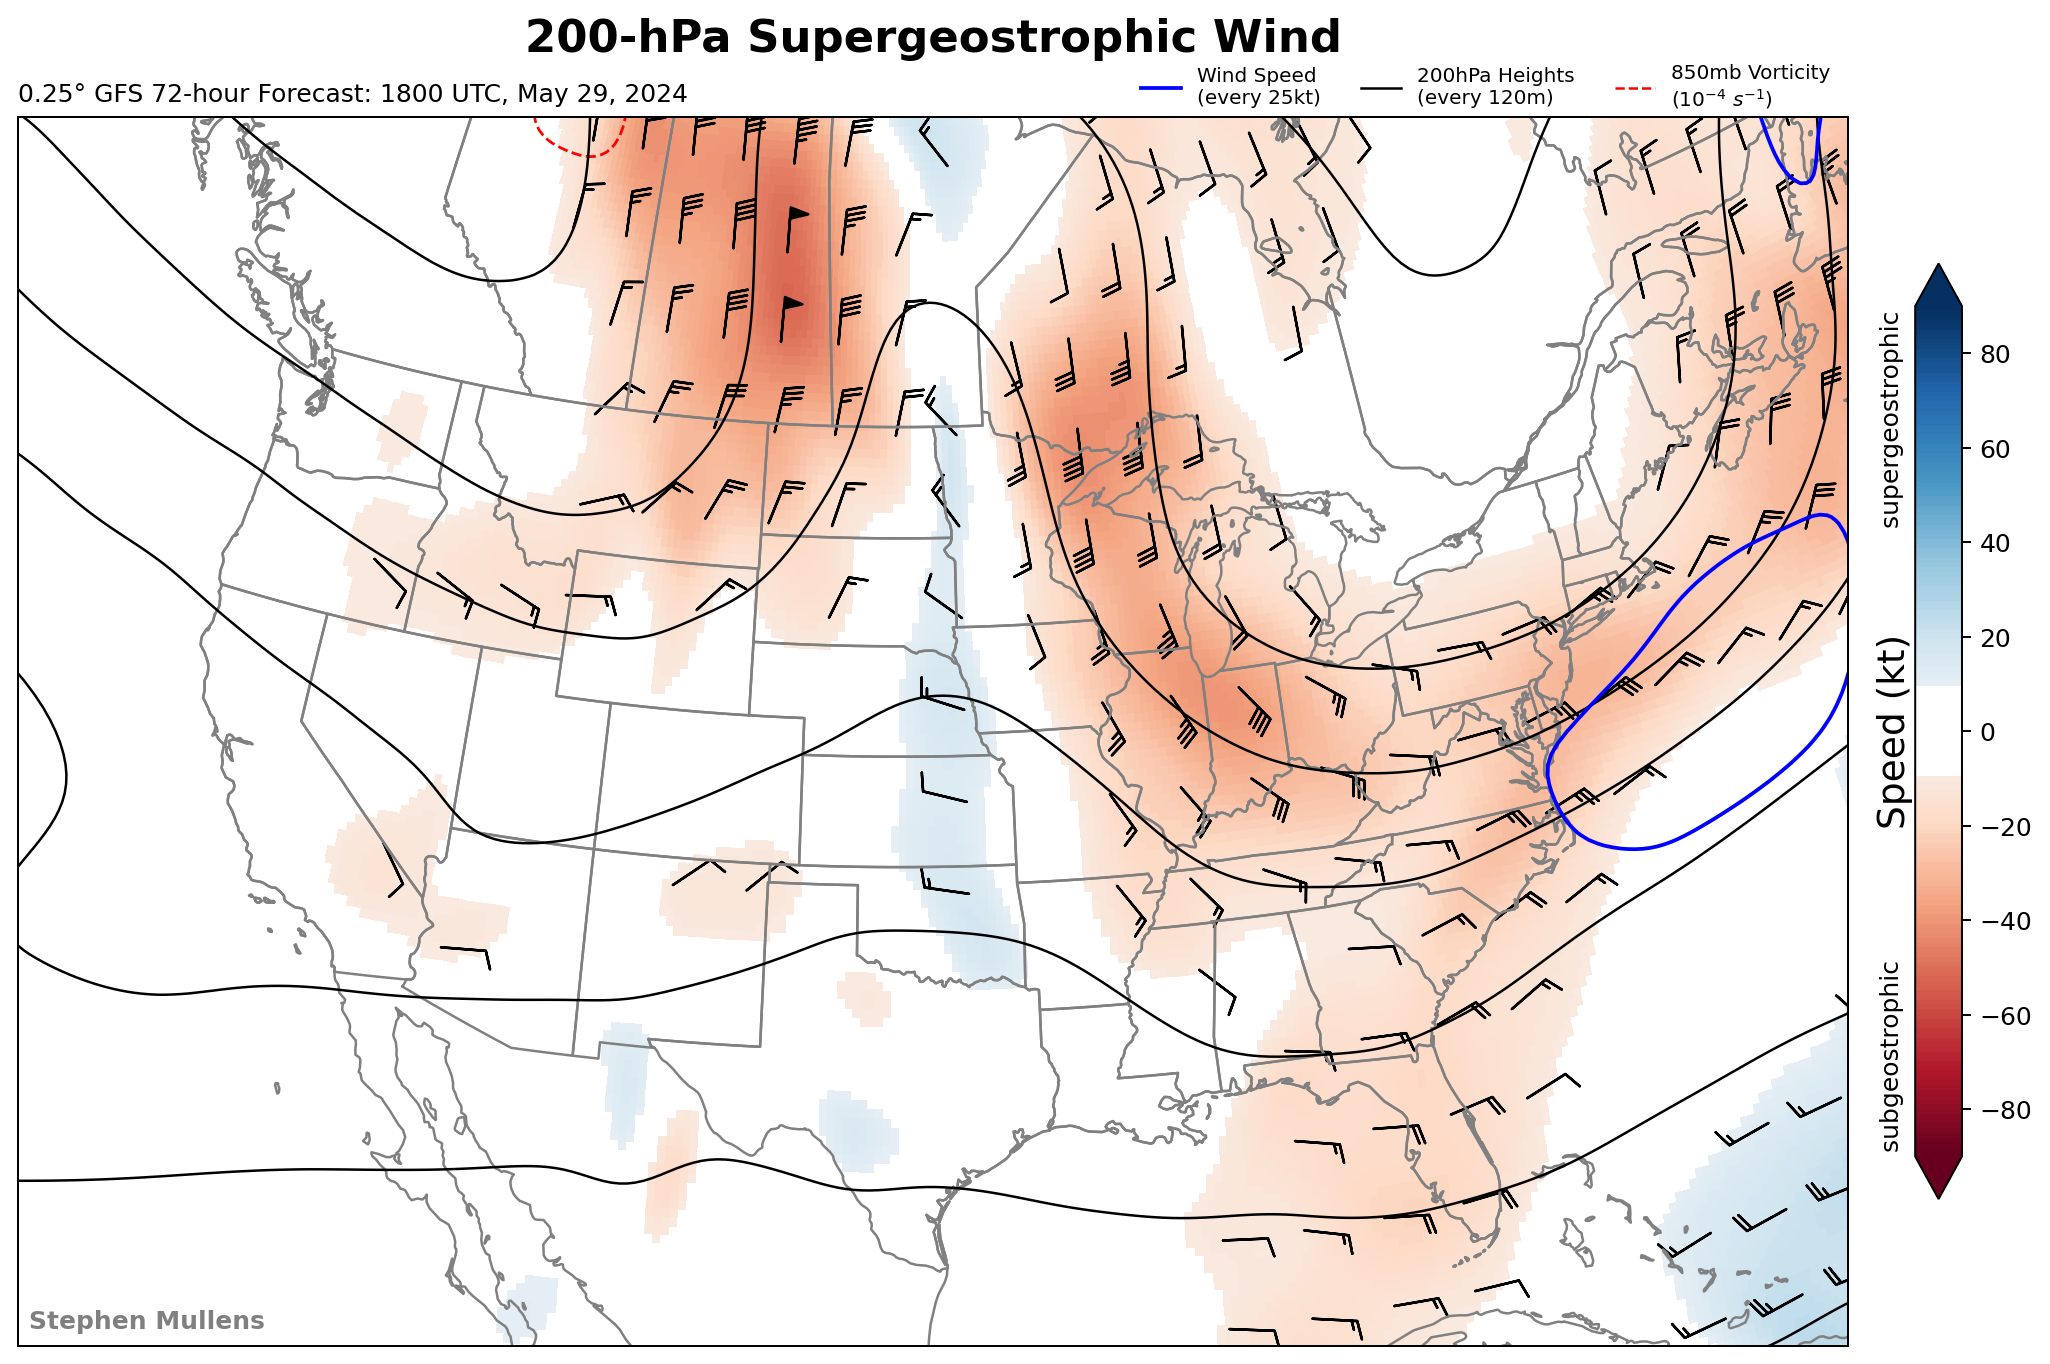 200-hPa Supergeostrophic Wind
0.25° GFS 72-hour Forecast: 1800 UTC, May 29, 2024
Wind Speed
(every 25kt)
200hPa Heights
(every 120m)
850mb Vorticity
(10⁻⁴ s⁻¹)
supergeostrophic
Speed (kt)
subgeostrophic
80
60
40
20
0
−20
−40
−60
−80
Stephen Mullens